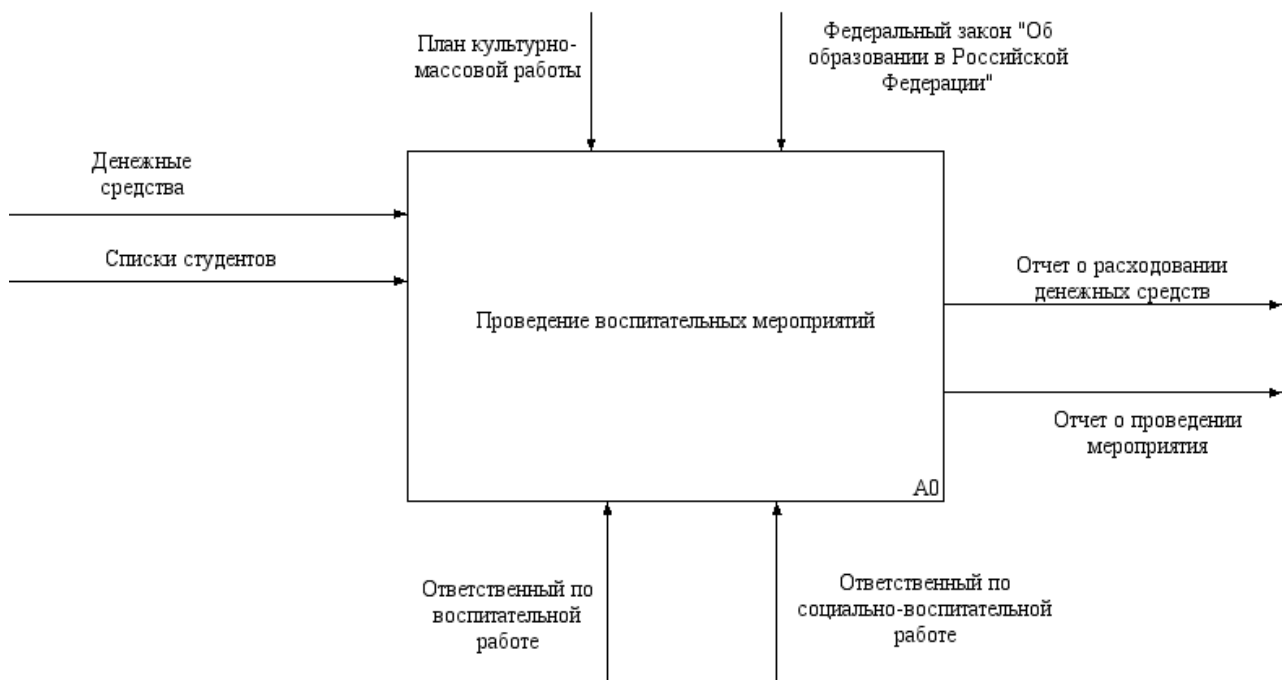 План культурно-
массовой работы
Федеральный закон "Об
образовании в Российской
Федерации"
Денежные
средства
Списки студентов
Проведение воспитательных мероприятий
A0
Отчет о расходовании
денежных средств
Отчет о проведении
мероприятия
Ответственный по
воспитательной
работе
Ответственный по
социально-воспитательной
работе